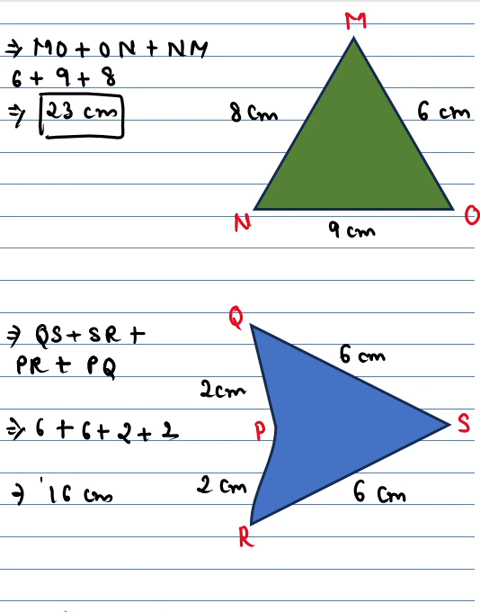 M
⇒ MO + ON + NM
6 + 9 + 8
⇒ 23 cm
8 cm
6 cm
N
O
9 cm
Q
⇒ QS + SR +
PR + PQ
6 cm
2cm
⇒ 6 + 6 + 2 + 2
P
S
⇒ 16 cm
2 cm
6 cm
R